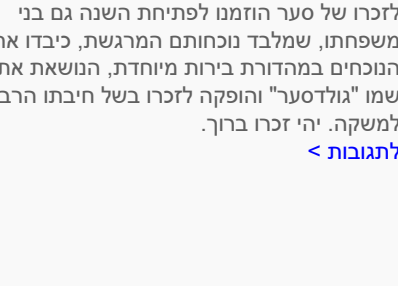 לזכרו של סער הוזמנו לפתיחת השנה גם בני
משפחתו, שמלבד נוכחותם המרגשת, כיבדו את
הנוכחים במהדורת בירות מיוחדת, הנושאת את
שמו "גולדסער" והופקה לזכרו בשל חיבתו הרבה
למשקה. יהי זכרו ברוך.
לתגובות >